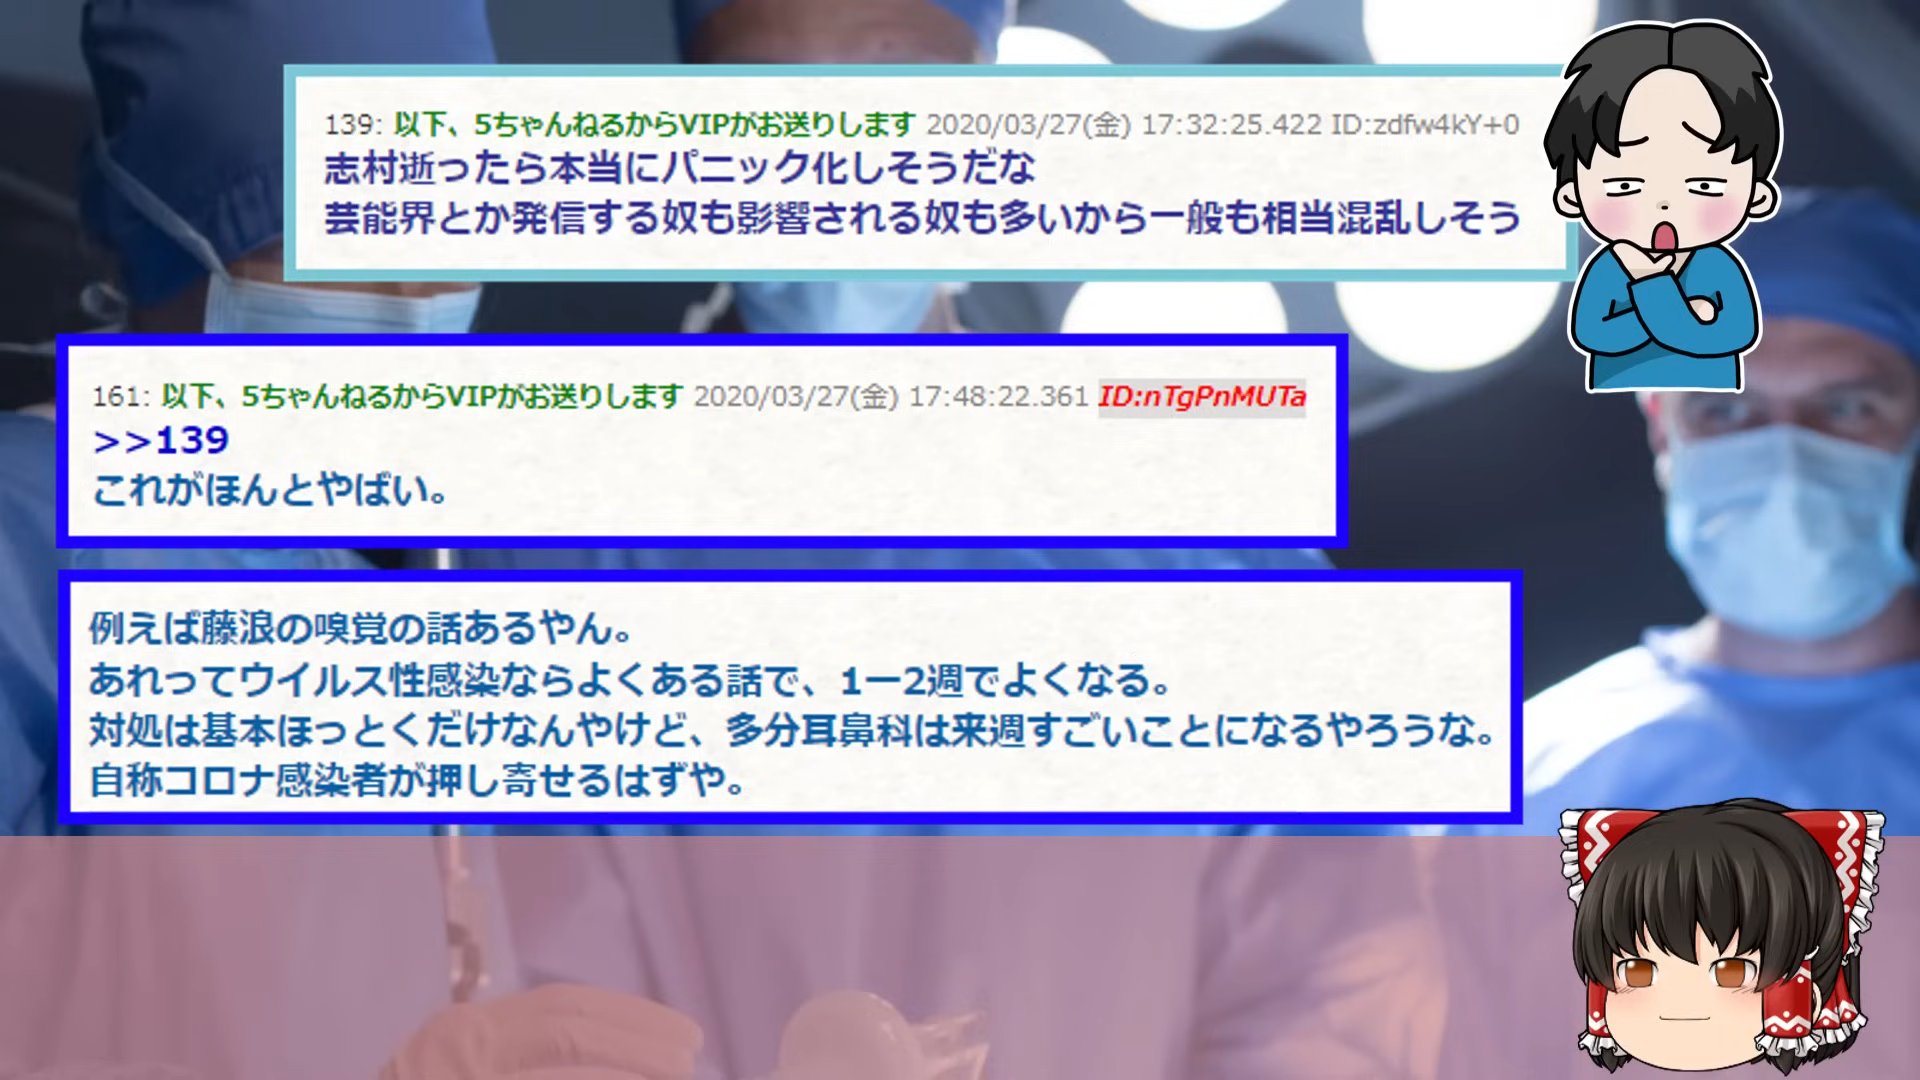 139: 以下、5ちゃんねるからVIPがお送りします 2020/03/27(金) 17:32:25.422 ID:zdfw4kY+0
志村逝ったら本当にパニック化しそうだな
芸能界とか発信する奴も影響される奴も多いから一般も相当混乱しそう
161: 以下、5ちゃんねるからVIPがお送りします 2020/03/27(金) 17:48:22.361 ID:nTgPnMUTa
>>139
これがほんとやばい。
例えば藤浪の嗅覚の話あるやん。
あれってウイルス性感染ならよくある話で、1ー2週でよくなる。
対処は基本ほっとくだけなんやけど、多分耳鼻科は来週すごいことになるやろうな。
自称コロナ感染者が押し寄せるはずや。